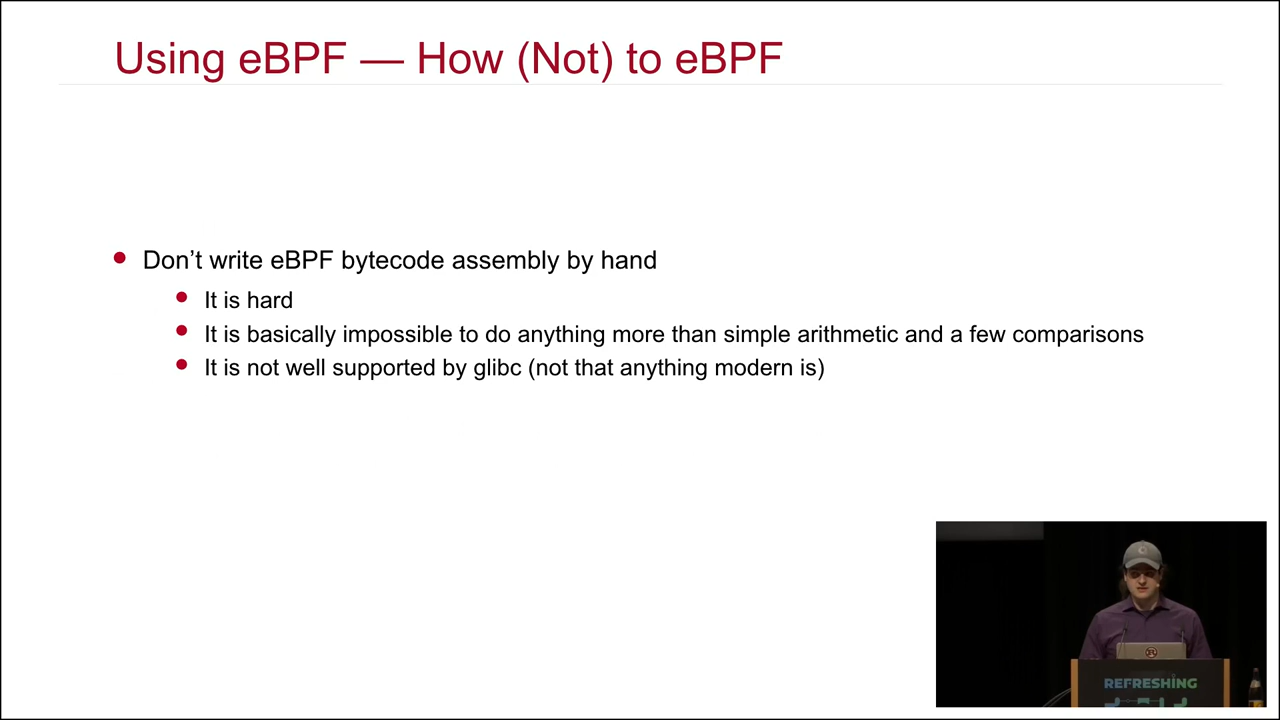 Using eBPF — How (Not) to eBPF
Don’t write eBPF bytecode assembly by hand
It is hard
It is basically impossible to do anything more than simple arithmetic and a few comparisons
It is not well supported by glibc (not that anything modern is)
REFRESHING